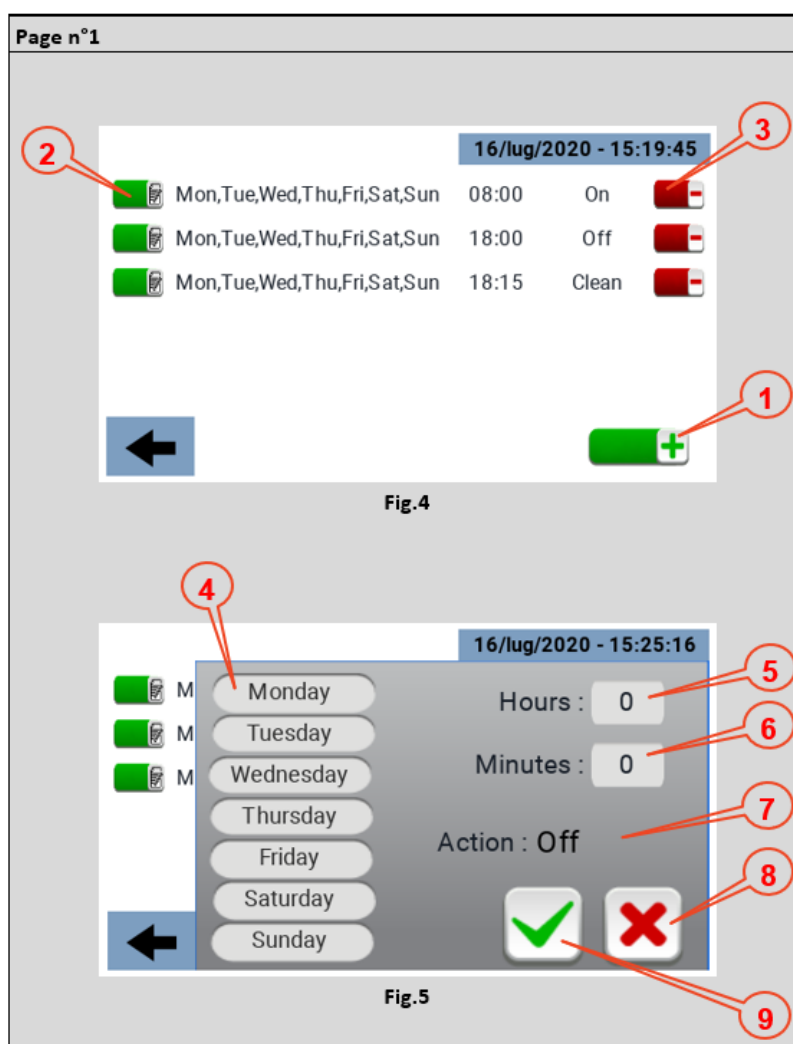 Page n°1
16/lug/2020 - 15:19:45
2
3
Mon,Tue,Wed,Thu,Fri,Sat,Sun 08:00 On
Mon,Tue,Wed,Thu,Fri,Sat,Sun 18:00 Off
Mon,Tue,Wed,Thu,Fri,Sat,Sun 18:15 Clean
1
Fig.4
4
16/lug/2020 - 15:25:16
M Monday Hours : 0
5
M Tuesday
Minutes : 0
6
M Wednesday
Thursday
7
Action : Off
Friday
8
Saturday
Sunday
Fig.5
9